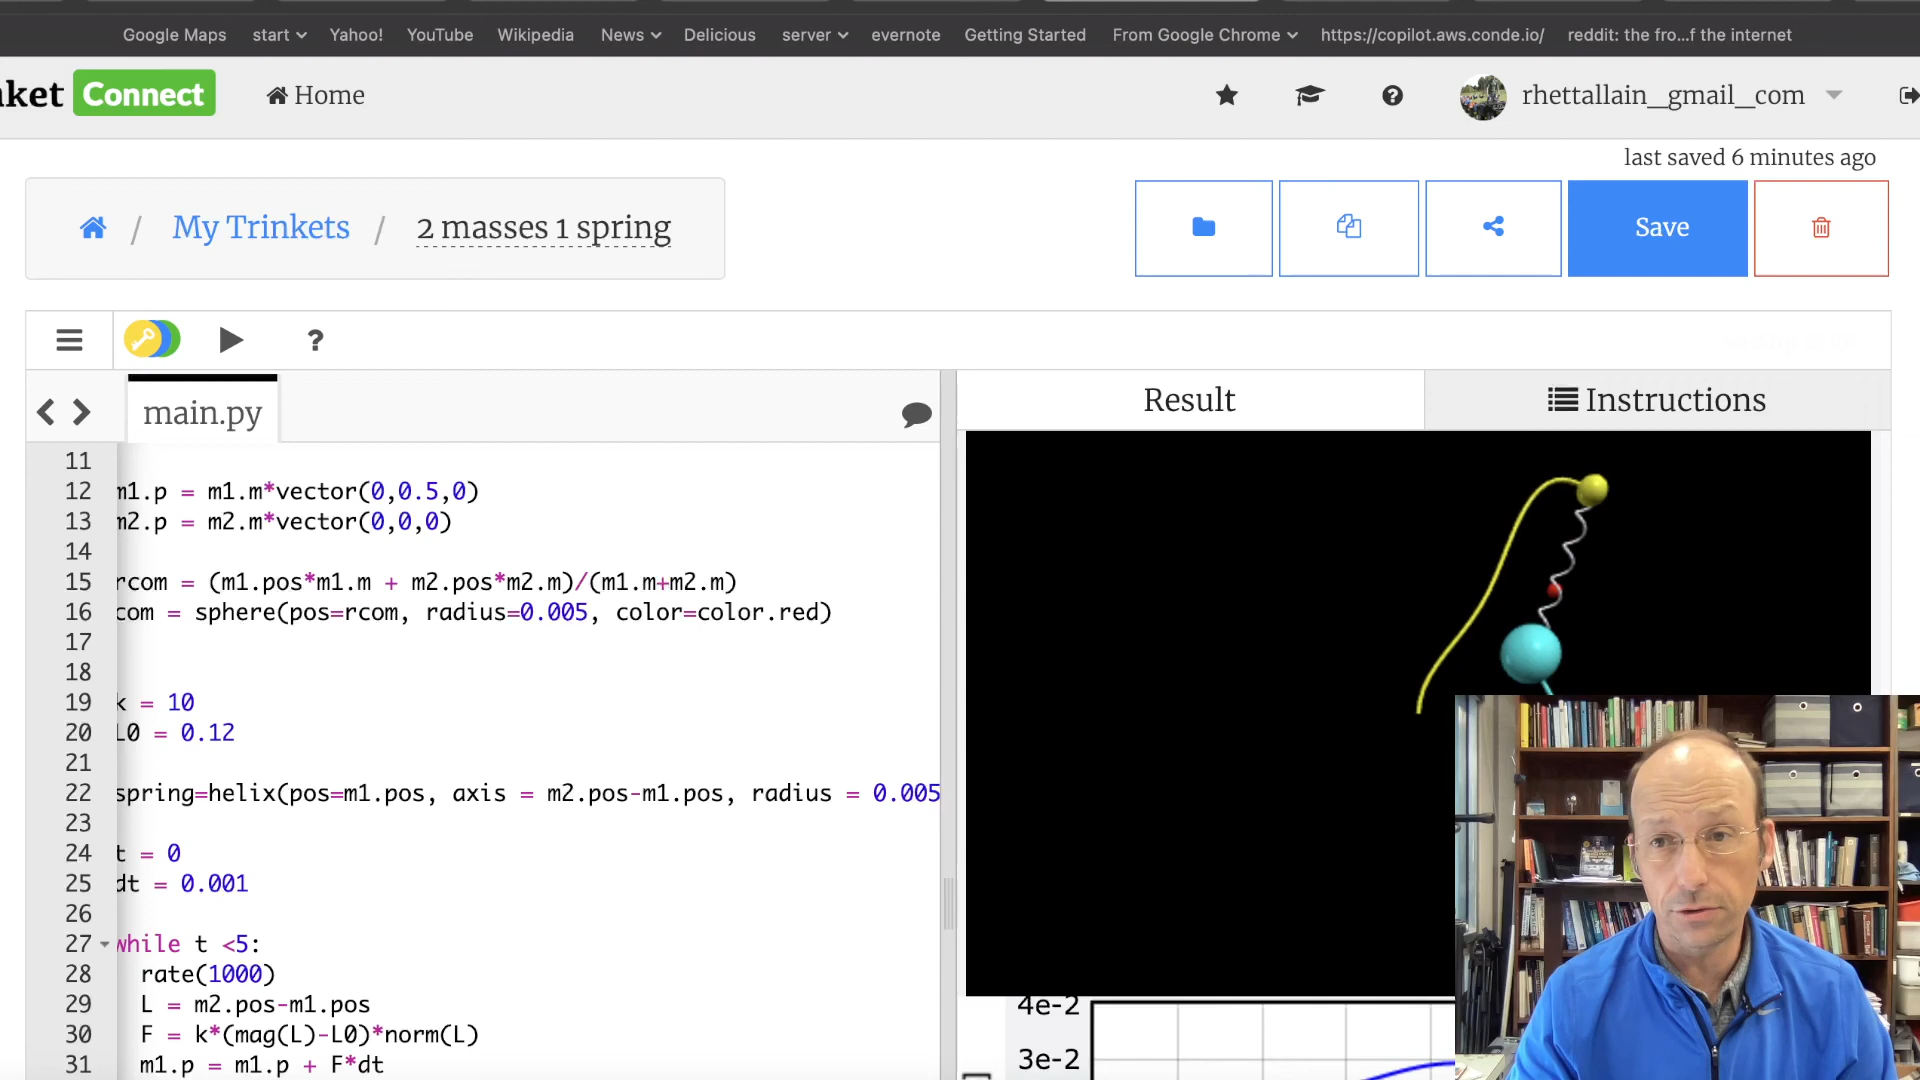 Google Maps start Yahoo! YouTube Wikipedia News Delicious server evernote Getting Started From Google Chrome https://copilot.aws.conde.io/ reddit: the fro...f the internet
nket Connect Home rhettallain_gmail_com
last saved 6 minutes ago
/ My Trinkets / 2 masses 1 spring
Save
?
main.py
Result
Instructions
11
12 m1.p = m1.m*vector(0,0.5,0)
13 m2.p = m2.m*vector(0,0,0)
14
15 rcom = (m1.pos*m1.m + m2.pos*m2.m)/(m1.m+m2.m)
16 com = sphere(pos=rcom, radius=0.005, color=color.red)
17
18
19 k = 10
20 L0 = 0.12
21
22 spring=helix(pos=m1.pos, axis = m2.pos-m1.pos, radius = 0.005
23
24 t = 0
25 dt = 0.001
26
27 while t <5:
28 rate(1000)
29 L = m2.pos-m1.pos
30 F = k*(mag(L)-L0)*norm(L)
31 m1.p = m1.p + F*dt
4e-2
3e-2